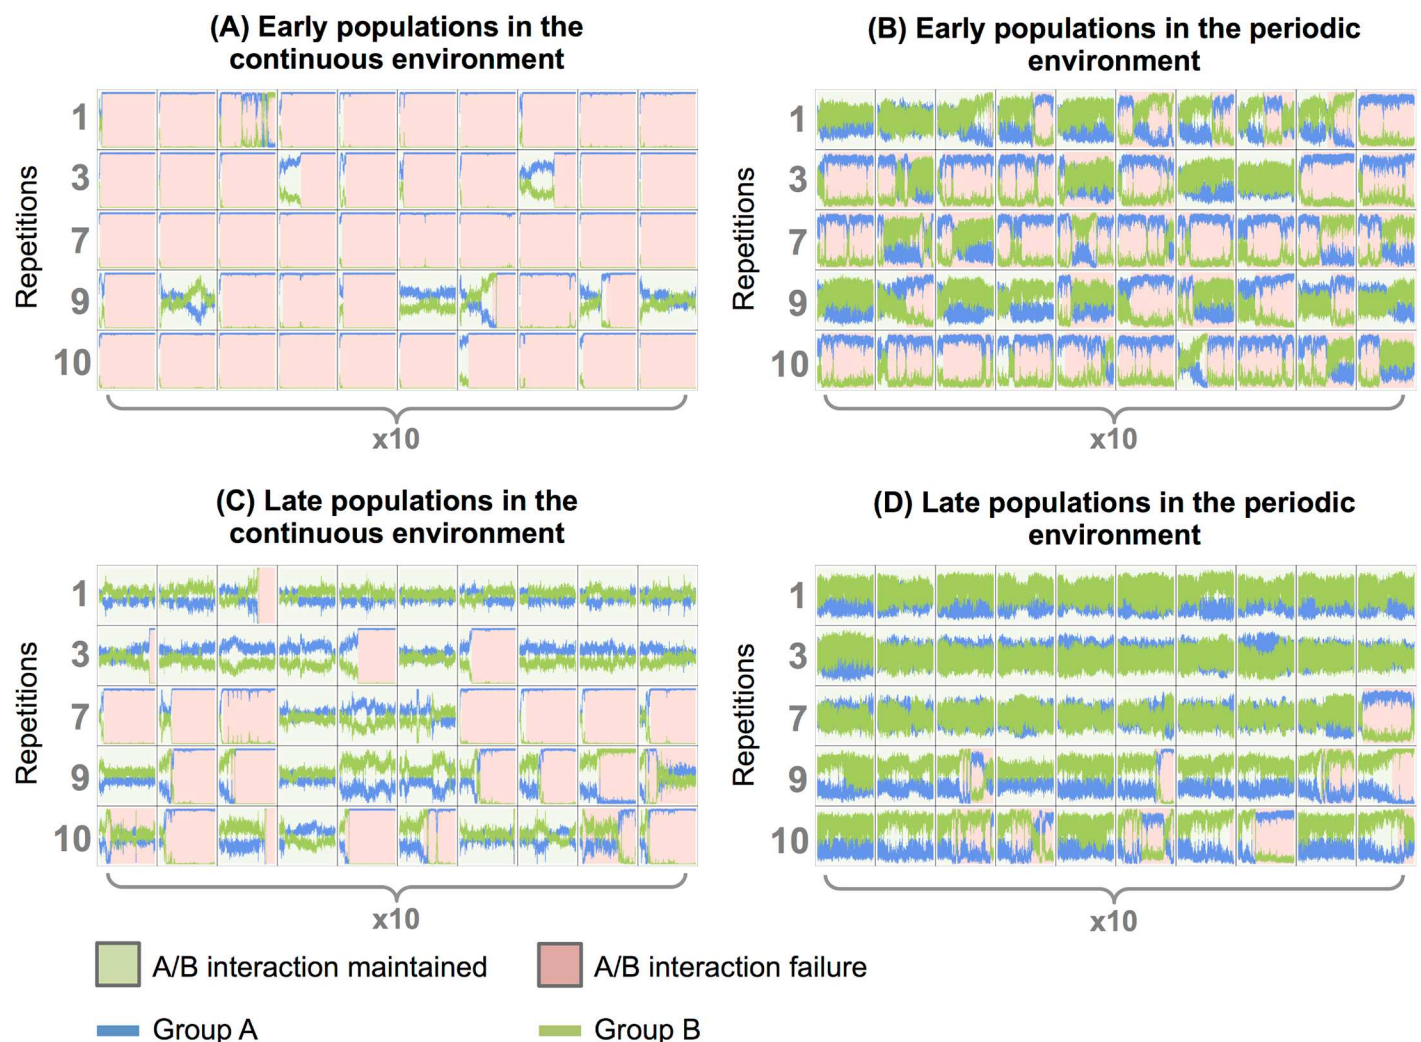 (A) Early populations in the
continuous environment
Repetitions
1
3
7
9
10
x10
(B) Early populations in the periodic
environment
Repetitions
1
3
7
9
10
x10
(C) Late populations in the
continuous environment
Repetitions
1
3
7
9
10
x10
(D) Late populations in the periodic
environment
Repetitions
1
3
7
9
10
x10
A/B interaction maintained
A/B interaction failure
Group A
Group B